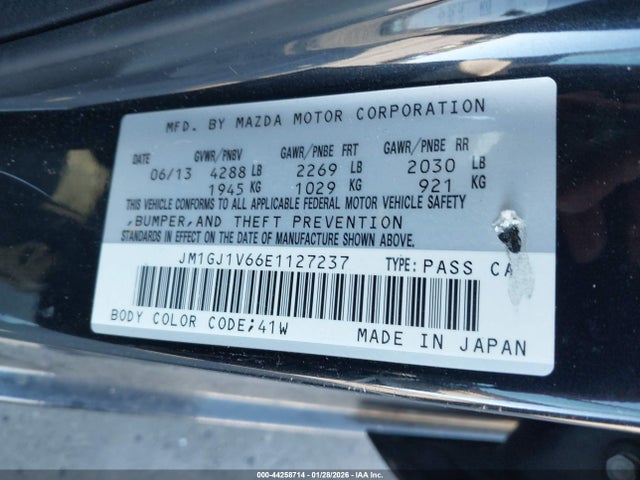 MFD. BY MAZDA MOTOR CORPORATION
DATE GVWR/PNBV GAWR/PNBE FRT GAWR/PNBE RR
06/13 4288 LB 2269 LB 2030 LB
1945 KG 1029 KG 921 KG
THIS VEHICLE CONFORMS TO ALL APPLICABLE FEDERAL MOTOR VEHICLE SAFETY
,BUMPER,AND THEFT PREVENTION
STANDARDS IN EFFECT ON THE DATE OF MANUFACTURE SHOWN ABOVE.
JM1GJ1V66E1127237 TYPE: PASS CA
BODY COLOR CODE;41W MADE IN JAPAN
000-44258714 - 01/28/2026 - IAA Inc.